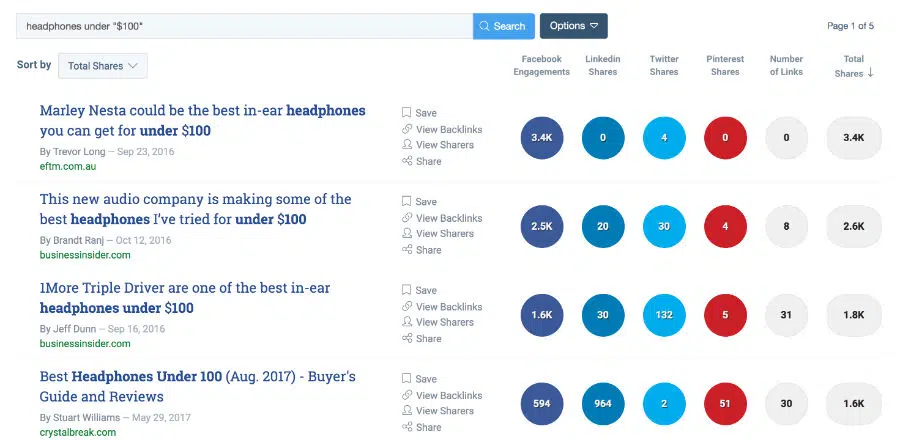 headphones under "$100"
Search
Options
Page 1 of 5
Sort by
Total Shares
Facebook Engagements
Linkedin Shares
Twitter Shares
Pinterest Shares
Number of Links
Total Shares ↓
Marley Nesta could be the best in-ear headphones
you can get for under $100
By Trevor Long — Sep 23, 2016
eftm.com.au
Save
View Backlinks
View Sharers
Share
3.4K
0
4
0
0
3.4K
This new audio company is making some of the
best headphones I've tried for under $100
By Brandt Ranj — Oct 12, 2016
businessinsider.com
Save
View Backlinks
View Sharers
Share
2.5K
20
30
4
8
2.6K
1More Triple Driver are one of the best in-ear
headphones under $100
By Jeff Dunn — Sep 16, 2016
businessinsider.com
Save
View Backlinks
View Sharers
Share
1.6K
30
132
5
31
1.8K
Best Headphones Under 100 (Aug. 2017) - Buyer's
Guide and Reviews
By Stuart Williams — May 29, 2017
crystalbreak.com
Save
View Backlinks
View Sharers
Share
594
964
2
51
30
1.6K